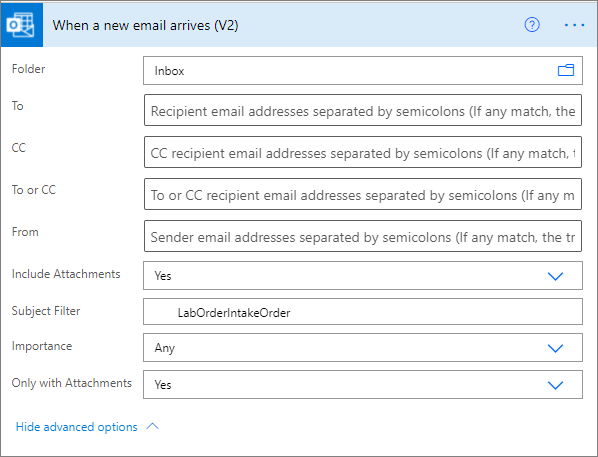 When a new email arrives (V2)
Folder
Inbox
To
Recipient email addresses separated by semicolons (If any match, the
CC
CC recipient email addresses separated by semicolons (If any match,
To or CC
To or CC recipient email addresses separated by semicolons (If any m
From
Sender email addresses separated by semicolons (If any match, the tr
Include Attachments
Yes
Subject Filter
LabOrderIntakeOrder
Importance
Any
Only with Attachments
Yes
Hide advanced options